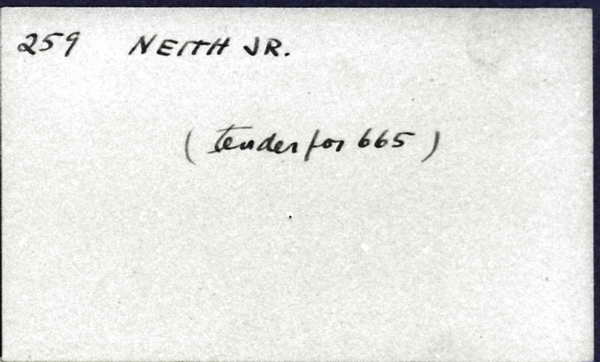 259 NEITH JR.
(tender for 665)